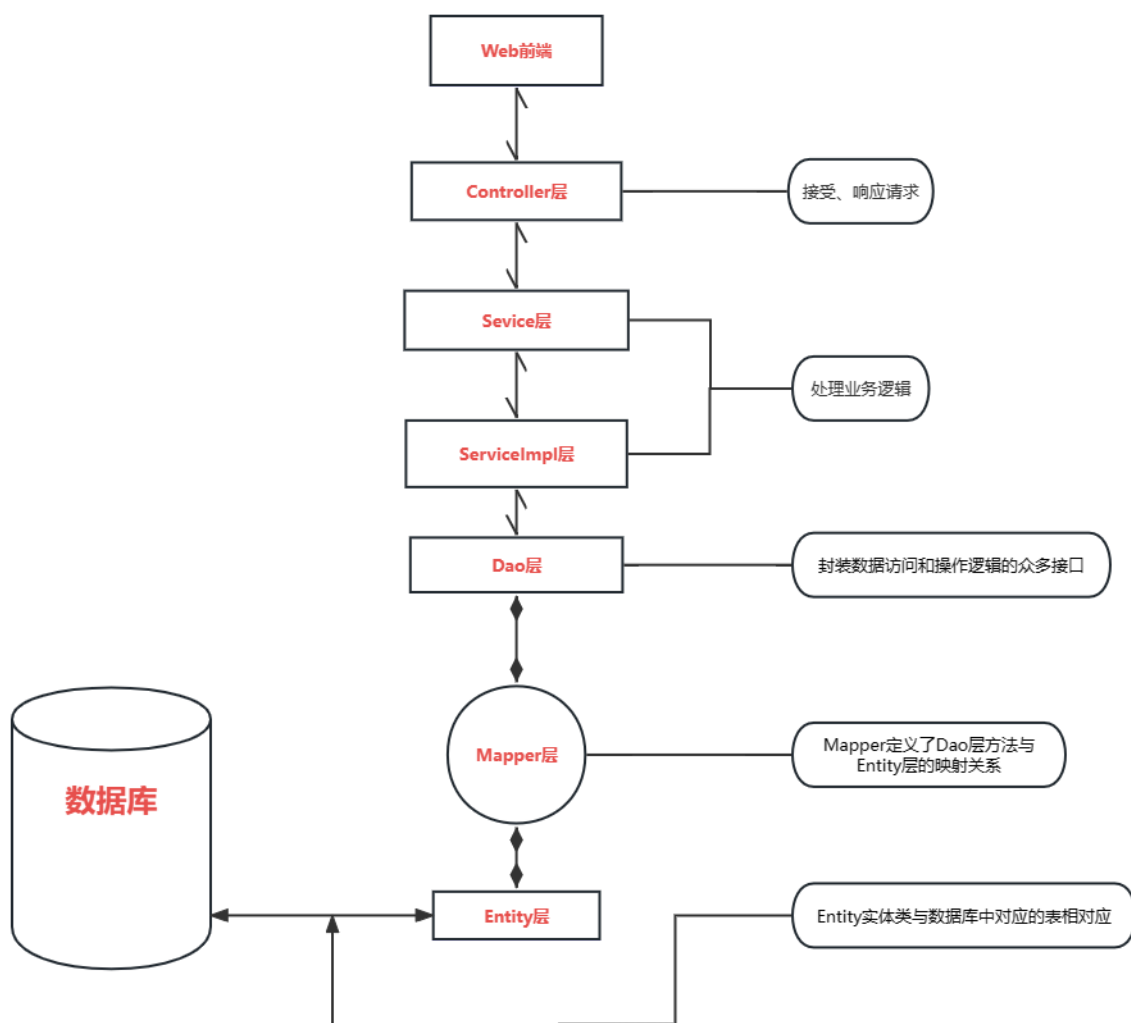 Web前端
Controller层
接受、响应请求
Sevice层
处理业务逻辑
ServiceImpl层
Dao层
封装数据访问和操作逻辑的众多接口
Mapper层
Mapper定义了Dao层方法与
Entity层的映射关系
数据库
Entity层
Entity实体类与数据库中对应的表相对应